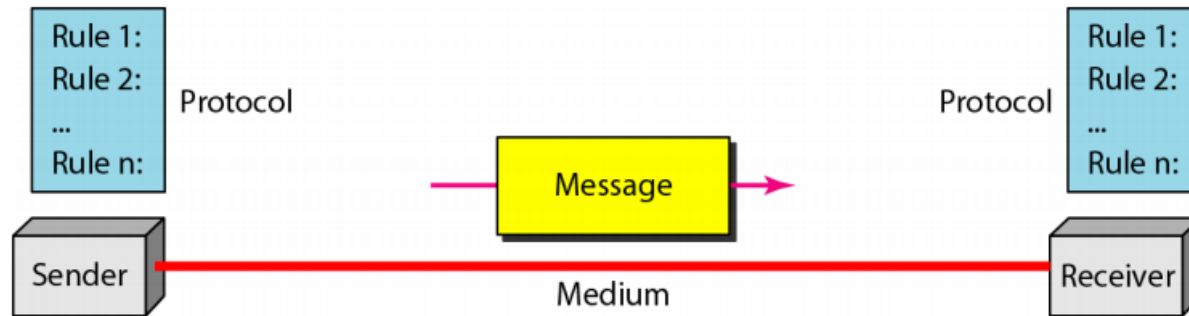 Rule 1:
Rule 2:
...
Rule n:
Protocol
Message
Protocol
Rule 1:
Rule 2:
...
Rule n:
Sender
Medium
Receiver